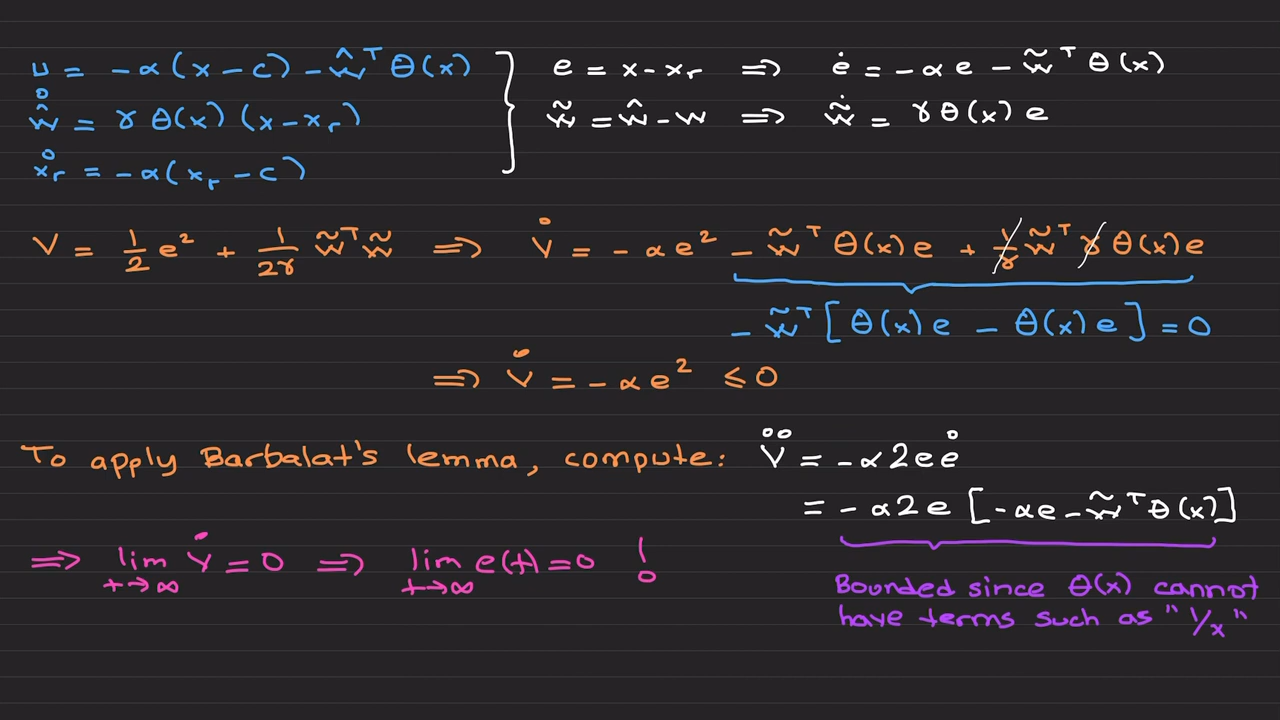 u = -α(x-c) - ŵᵀθ(x)
ŵ̇ = γθ(x)(x-xᵣ)
ẋᵣ = -α(xᵣ-c)
e = x-xᵣ ⟹ ė = -αe - w̃ᵀθ(x)
w̃ = ŵ-w ⟹ w̃̇ = γθ(x)e
V = 1/2 e² + 1/2γ w̃ᵀw̃ ⟹ V̇ = -αe² - w̃ᵀθ(x)e + 1/γ w̃ᵀγθ(x)e
- w̃ᵀ[θ(x)e - θ(x)e] = 0
⟹ V̇ = -αe² ≤ 0
To apply Barbalat's lemma, compute: V̈ = -α2eė
= -α2e[-αe-w̃ᵀθ(x)]
⟹ lim t→∞ V̇ = 0 ⟹ lim t→∞ e(t)=0 !
Bounded since θ(x) cannot
have terms such as "1/x"